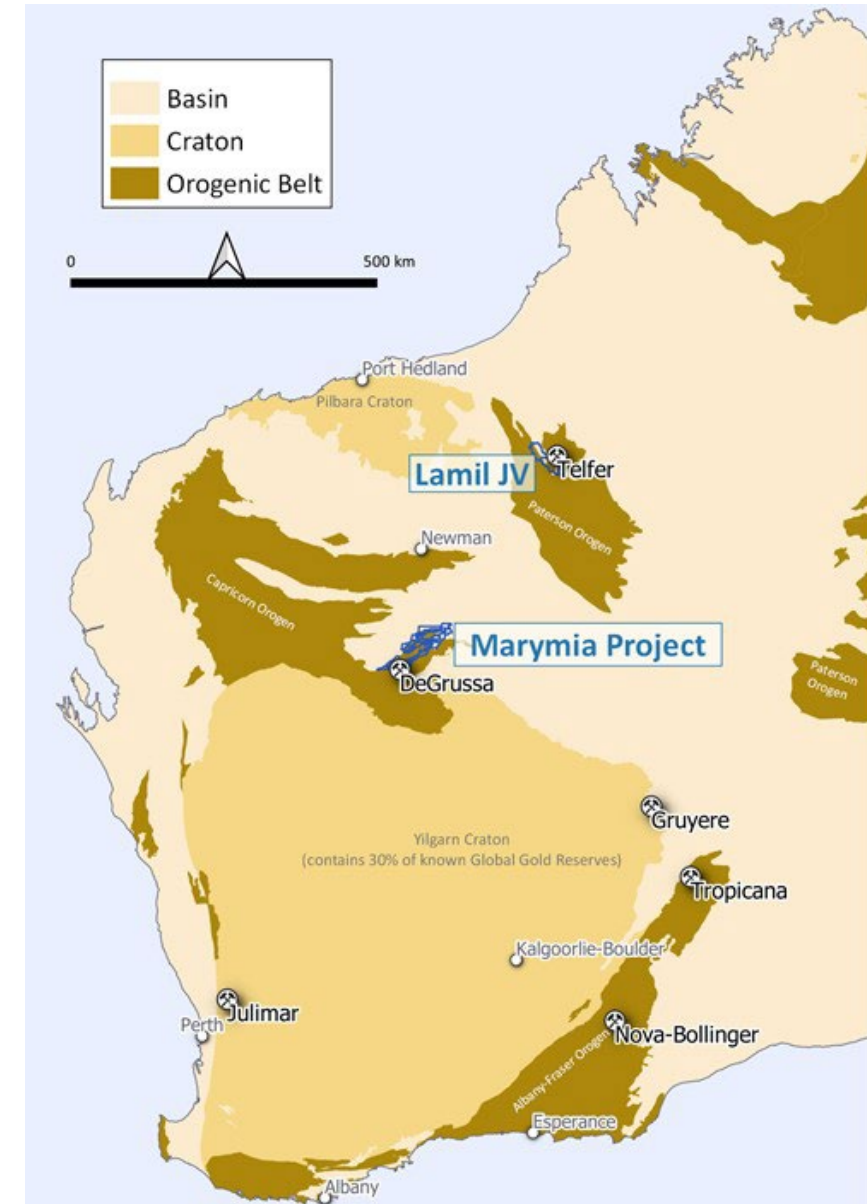 Basin
Craton
Orogenic Belt
0
500 km
Port Hedland
Pilbara Craton
Lamil JV
Telfer
Paterson Orogen
Newman
Capricorn Orogen
Marymia Project
DeGrussa
Paterson
Orogen
Gruyere
Yilgarn Craton
(contains 30% of known Global Gold Reserves)
Tropicana
Kalgoorlie-Boulder
Julimar
Perth
Nova-Bollinger
Albany-Fraser Orogen
Esperance
Albany